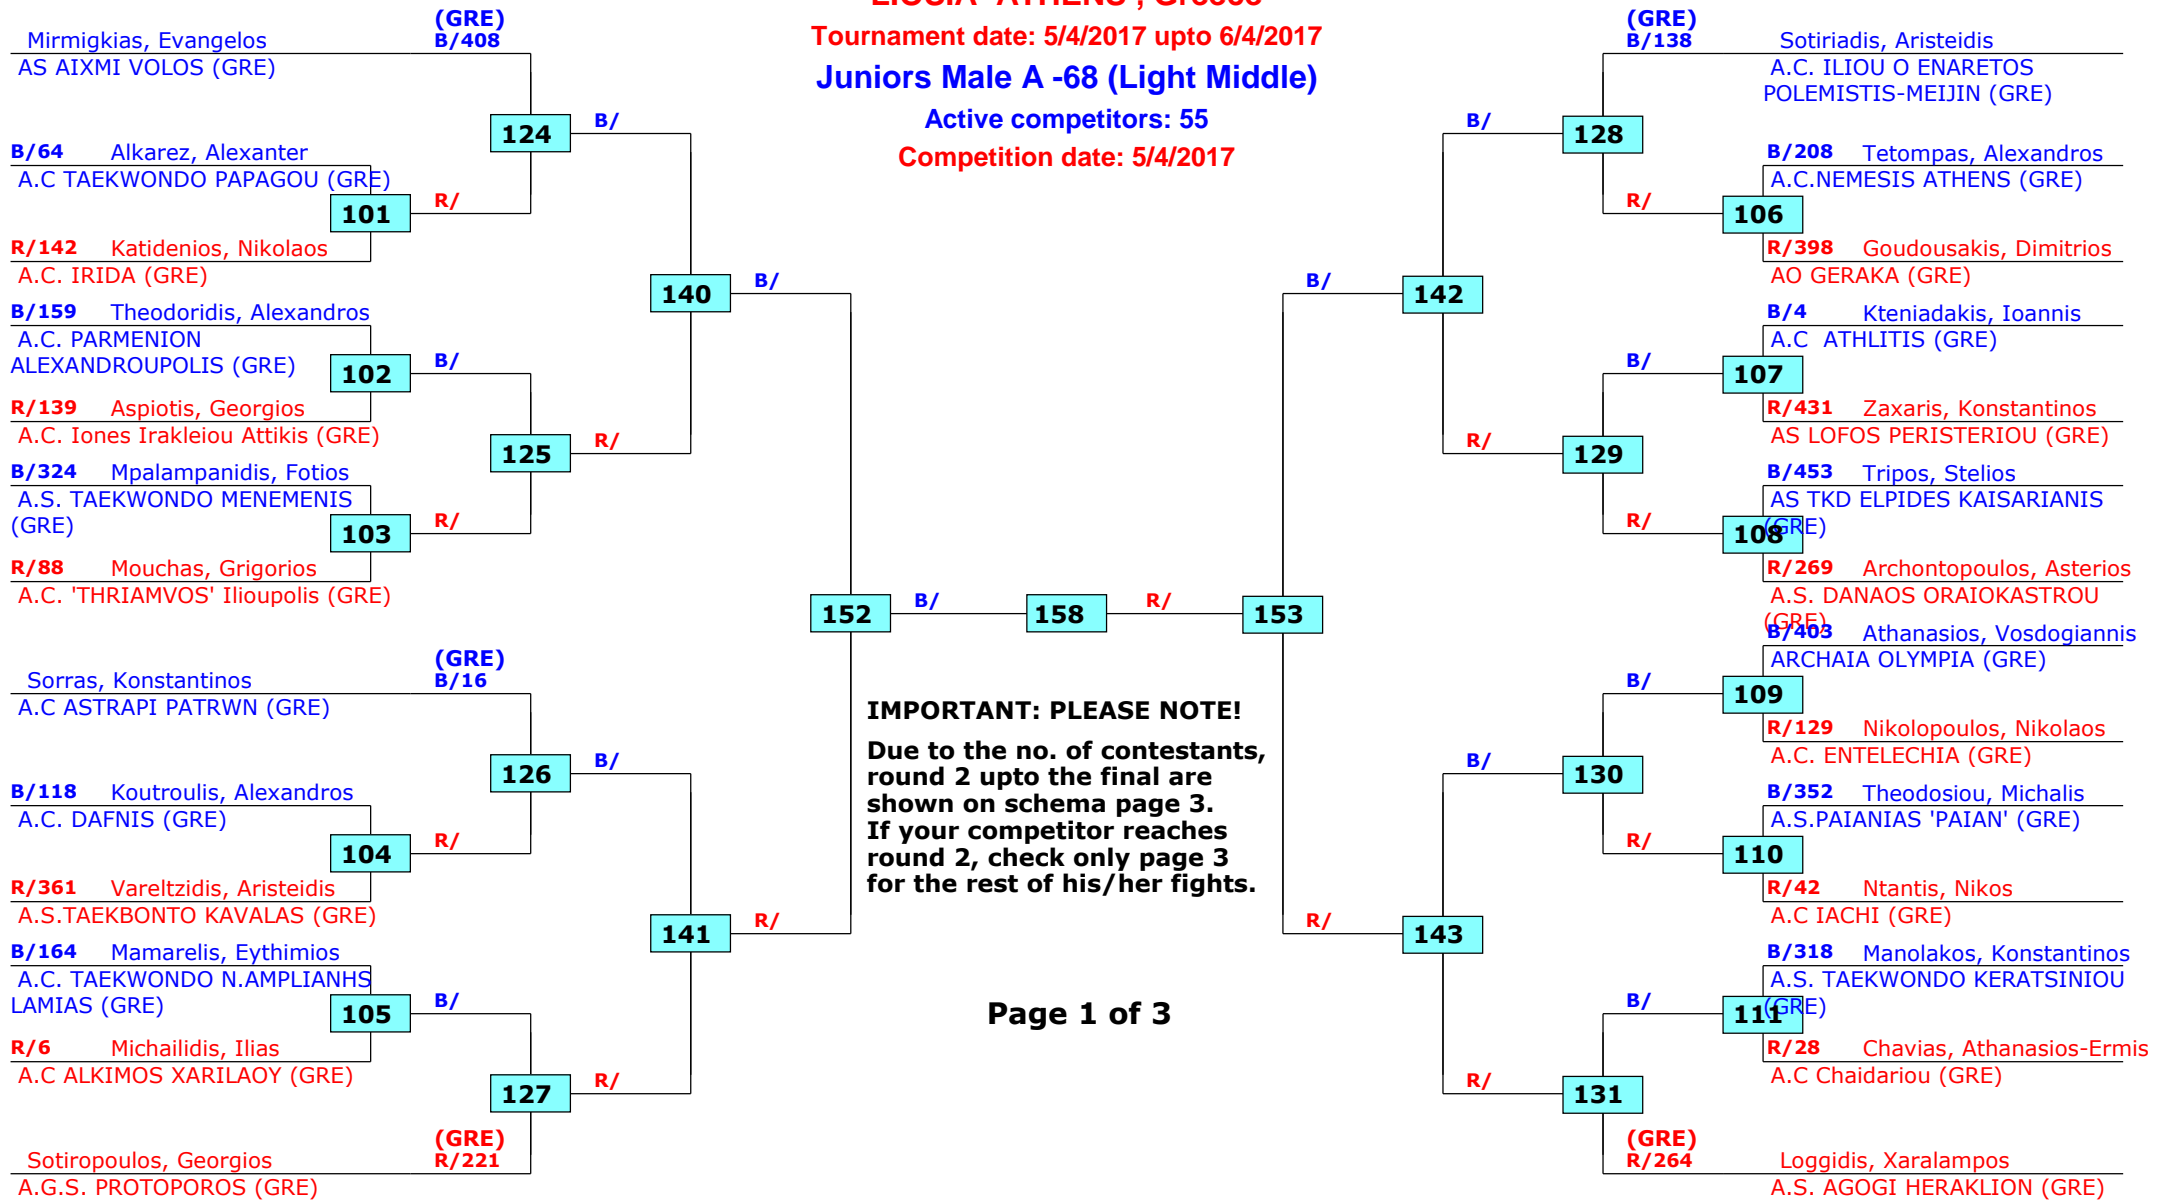 LIOSIA ATHENS , Greece
Tournament date: 5/4/2017 upto 6/4/2017
Juniors Male A -68 (Light Middle)
Active competitors: 55
Competition date: 5/4/2017
(GRE)
Mirmigkias, Evangelos B/408
AS AIXMI VOLOS (GRE)
124 B/
B/64 Alkarez, Alexanter
A.C TAEKWONDO PAPAGOU (GRE)
101 R/
R/142 Katidenios, Nikolaos
A.C. IRIDA (GRE)
140 B/
B/159 Theodoridis, Alexandros
A.C. PARMENION
ALEXANDROUPOLIS (GRE)
102 B/
R/139 Aspiotis, Georgios
A.C. Iones Irakleiou Attikis (GRE)
125 R/
B/324 Mpalampanidis, Fotios
A.S. TAEKWONDO MENEMENIS
(GRE)
103 R/
R/88 Mouchas, Grigorios
A.C. 'THRIAMVOS' Ilioupolis (GRE)
152 B/ 158 R/ 153
(GRE)
Sorras, Konstantinos B/16
A.C ASTRAPI PATRWN (GRE)
126 B/
B/118 Koutroulis, Alexandros
A.C. DAFNIS (GRE)
104 R/
R/361 Vareltzidis, Aristeidis
A.S.TAEKBONTO KAVALAS (GRE)
141 R/
B/164 Mamarelis, Eythimios
A.C. TAEKWONDO N.AMPLIANHS
LAMIAS (GRE)
105 B/
R/6 Michailidis, Ilias
A.C ALKIMOS XARILAOY (GRE)
127 R/
(GRE)
Sotiropoulos, Georgios R/221
A.G.S. PROTOPOROS (GRE)
IMPORTANT: PLEASE NOTE!
Due to the no. of contestants,
round 2 upto the final are
shown on schema page 3.
If your competitor reaches
round 2, check only page 3
for the rest of his/her fights.
Page 1 of 3
(GRE)
B/138 Sotiriadis, Aristeidis
A.C. ILIOU O ENARETOS
POLEMISTIS-MEIJIN (GRE)
B/ 128
B/208 Tetompas, Alexandros
A.C.NEMESIS ATHENS (GRE)
R/ 106
R/398 Goudousakis, Dimitrios
AO GERAKA (GRE)
B/ 142
B/4 Kteniadakis, Ioannis
A.C ATHLITIS (GRE)
B/ 107
R/431 Zaxaris, Konstantinos
AS LOFOS PERISTERIOU (GRE)
R/ 129
B/453 Tripos, Stelios
AS TKD ELPIDES KAISARIANIS
(GRE)
R/ 108
R/269 Archontopoulos, Asterios
A.S. DANAOS ORAIOKASTROU
(GRE)
B/403 Athanasios, Vosdogiannis
ARCHAIA OLYMPIA (GRE)
B/ 109
R/129 Nikolopoulos, Nikolaos
A.C. ENTELECHIA (GRE)
B/ 130
B/352 Theodosiou, Michalis
A.S.PAIANIAS 'PAIAN' (GRE)
R/ 110
R/42 Ntantis, Nikos
A.C IACHI (GRE)
R/ 143
B/318 Manolakos, Konstantinos
A.S. TAEKWONDO KERATSINIOU
(GRE)
B/ 111
R/28 Chavias, Athanasios-Ermis
A.C Chaidariou (GRE)
R/ 131
(GRE)
R/264 Loggidis, Xaralampos
A.S. AGOGI HERAKLION (GRE)